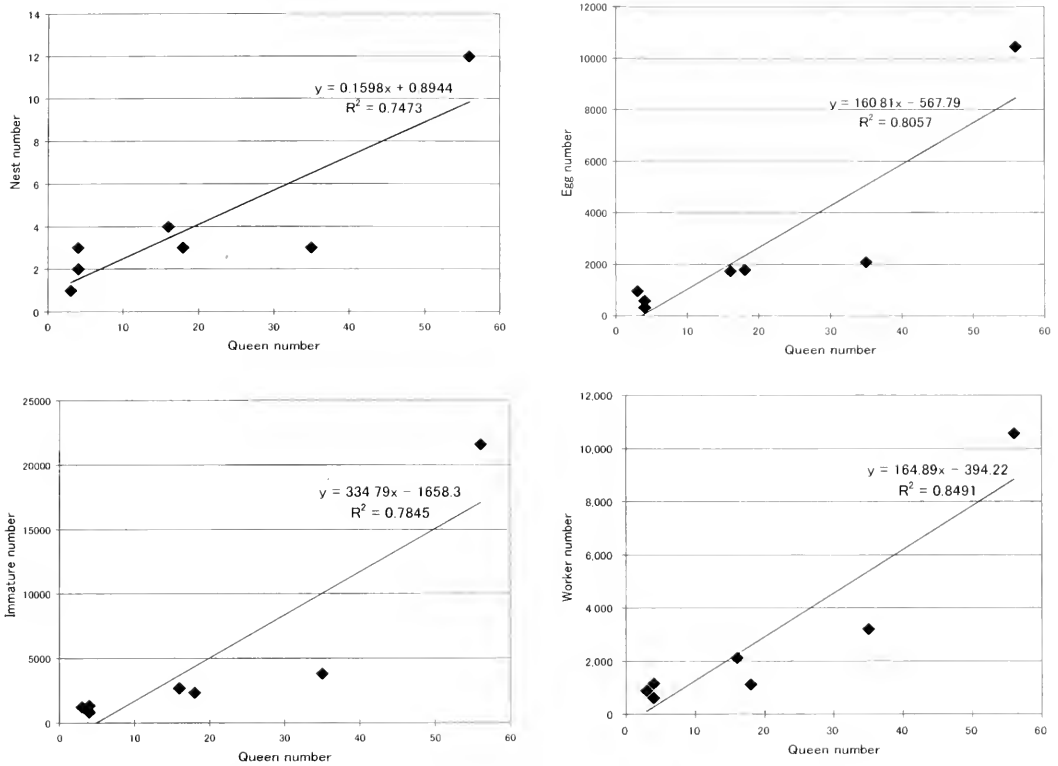 14
12
10
8
6
4
2
0
0 10 20 30 40 50 60
Nest number
Queen number
y = 0.1598x + 0.8944
R² = 0.7473
12000
10000
8000
6000
4000
2000
0
0 10 20 30 40 50 60
Egg number
Queen number
y = 160 81x − 567.79
R² = 0.8057
25000
20000
15000
10000
5000
0
0 10 20 30 40 50 60
Immature number
Queen number
y = 334 79x − 1658.3
R² = 0.7845
12,000
10,000
8,000
6,000
4 000
2,000
0
0 10 20 30 40 50 60
Worker number
Queen number
y = 164.89x − 394.22
R² = 0.8491